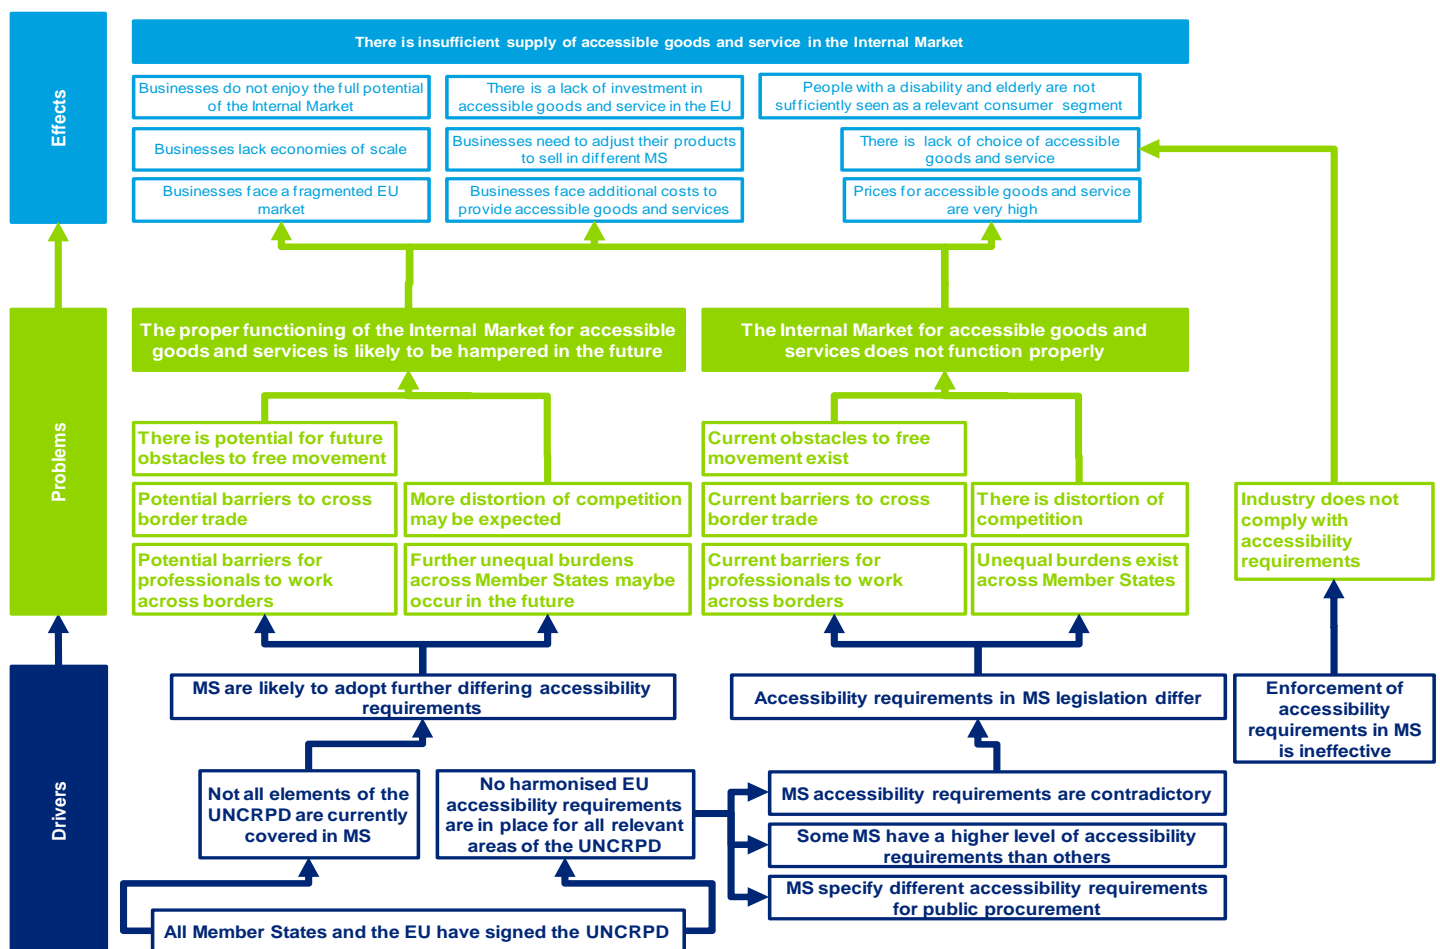 Effects
There is insufficient supply of accessible goods and service in the Internal Market
Businesses do not enjoy the full potential
of the Internal Market
There is a lack of investment in
accessible goods and service in the EU
People with a disability and elderly are not
sufficiently seen as a relevant consumer segment
Businesses lack economies of scale
Businesses need to adjust their products
to sell in different MS
There is lack of choice of accessible
goods and service
Businesses face a fragmented EU
market
Businesses face additional costs to
provide accessible goods and services
Prices for accessible goods and service
are very high
Problems
The proper functioning of the Internal Market for accessible
goods and services is likely to be hampered in the future
The Internal Market for accessible goods and
services does not function properly
There is potential for future
obstacles to free movement
Current obstacles to free
movement exist
Potential barriers to cross
border trade
More distortion of competition
may be expected
Current barriers to cross
border trade
There is distortion of
competition
Industry does not
comply with
accessibility
requirements
Potential barriers for
professionals to work
across borders
Further unequal burdens
across Member States maybe
occur in the future
Current barriers for
professionals to work
across borders
Unequal burdens exist
across Member States
Drivers
MS are likely to adopt further differing accessibility
requirements
Accessibility requirements in MS legislation differ
Enforcement of
accessibility
requirements in MS
is ineffective
Not all elements of the
UNCRPD are currently
covered in MS
No harmonised EU
accessibility requirements
are in place for all relevant
areas of the UNCRPD
MS accessibility requirements are contradictory
Some MS have a higher level of accessibility
requirements than others
MS specify different accessibility requirements
for public procurement
All Member States and the EU have signed the UNCRPD